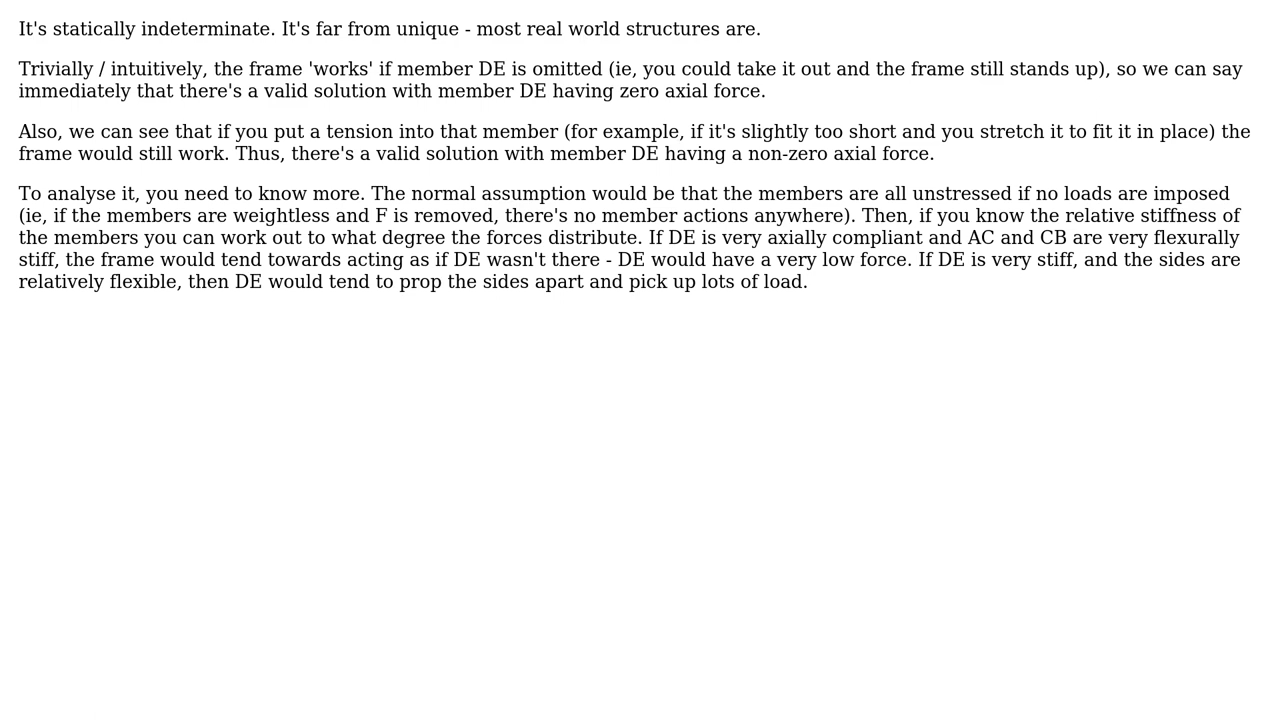 It's statically indeterminate. It's far from unique - most real world structures are.
Trivially / intuitively, the frame 'works' if member DE is omitted (ie, you could take it out and the frame still stands up), so we can say
immediately that there's a valid solution with member DE having zero axial force.
Also, we can see that if you put a tension into that member (for example, if it's slightly too short and you stretch it to fit it in place) the
frame would still work. Thus, there's a valid solution with member DE having a non-zero axial force.
To analyse it, you need to know more. The normal assumption would be that the members are all unstressed if no loads are imposed
(ie, if the members are weightless and F is removed, there's no member actions anywhere). Then, if you know the relative stiffness of
the members you can work out to what degree the forces distribute. If DE is very axially compliant and AC and CB are very flexurally
stiff, the frame would tend towards acting as if DE wasn't there - DE would have a very low force. If DE is very stiff, and the sides are
relatively flexible, then DE would tend to prop the sides apart and pick up lots of load.